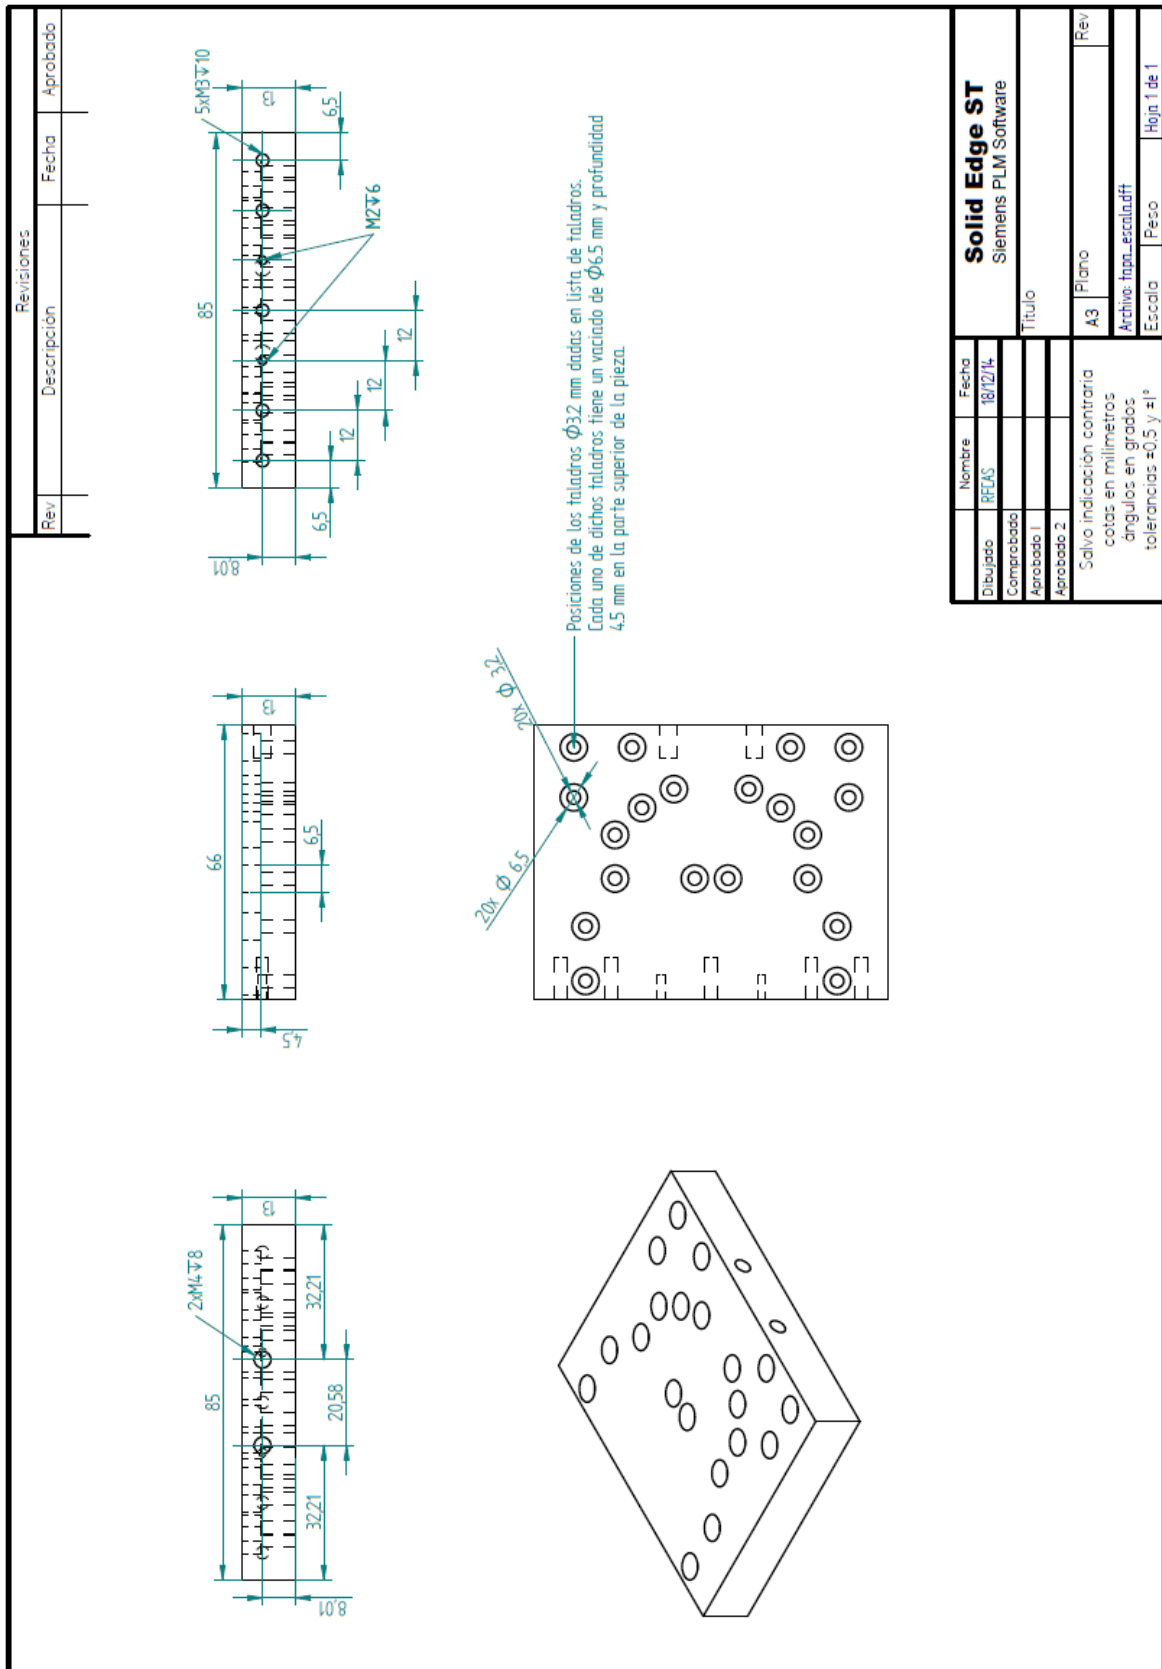 Revisiones
Rev
Descripción
Fecha
Aprobado
2xM4↧8
85
13
32,21
20,58
32,21
8,01
66
13
6,5
4,5
5xM3↧10
85
13
6,5
M2↧6
12
12
12
6,5
8,01
20x Ø 3,2
20x Ø 6,5
Posiciones de los taladros Ø3.2 mm dadas en lista de taladros.
Cada uno de dichos taladros tiene un vaciado de Ø6.5 mm y profundidad
4.5 mm en la parte superior de la pieza.
Nombre
Fecha
Dibujado
RFCAS
18/12/14
Comprobado
Aprobado 1
Aprobado 2
Salvo indicación contraria
cotas en milímetros
ángulos en grados
tolerancias ±0,5 y ±1º
Solid Edge ST
Siemens PLM Software
Título
A3
Plano
Rev
Archivo: tapa_escala.dft
Escala
Peso
Hoja 1 de 1